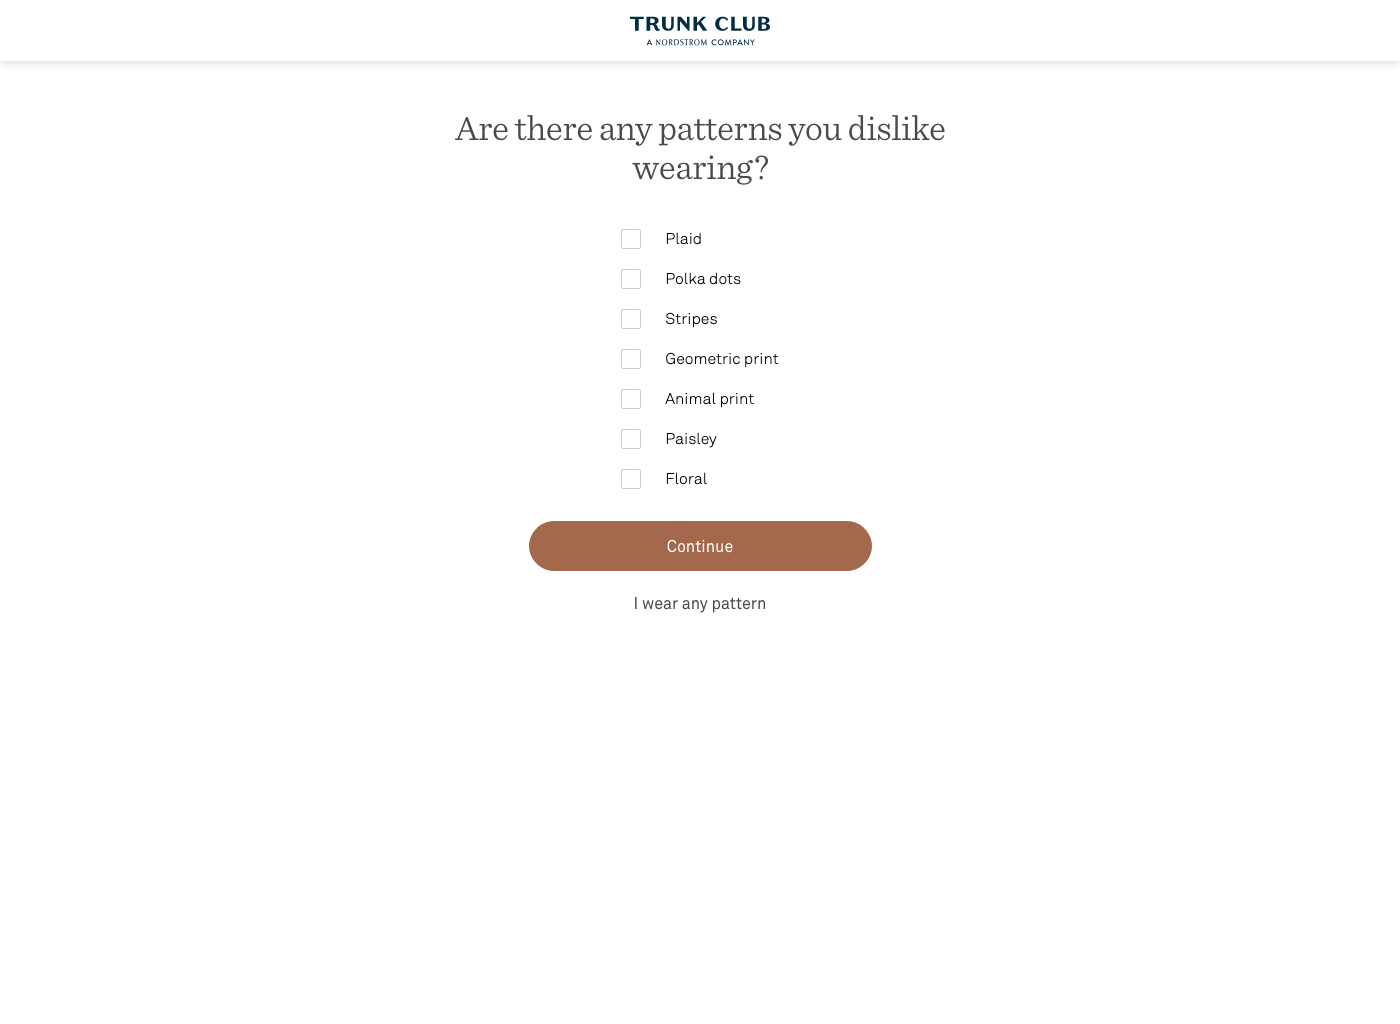 TRUNK CLUB
A NORDSTROM COMPANY
Are there any patterns you dislike
wearing?
Plaid
Polka dots
Stripes
Geometric print
Animal print
Paisley
Floral
Continue
I wear any pattern